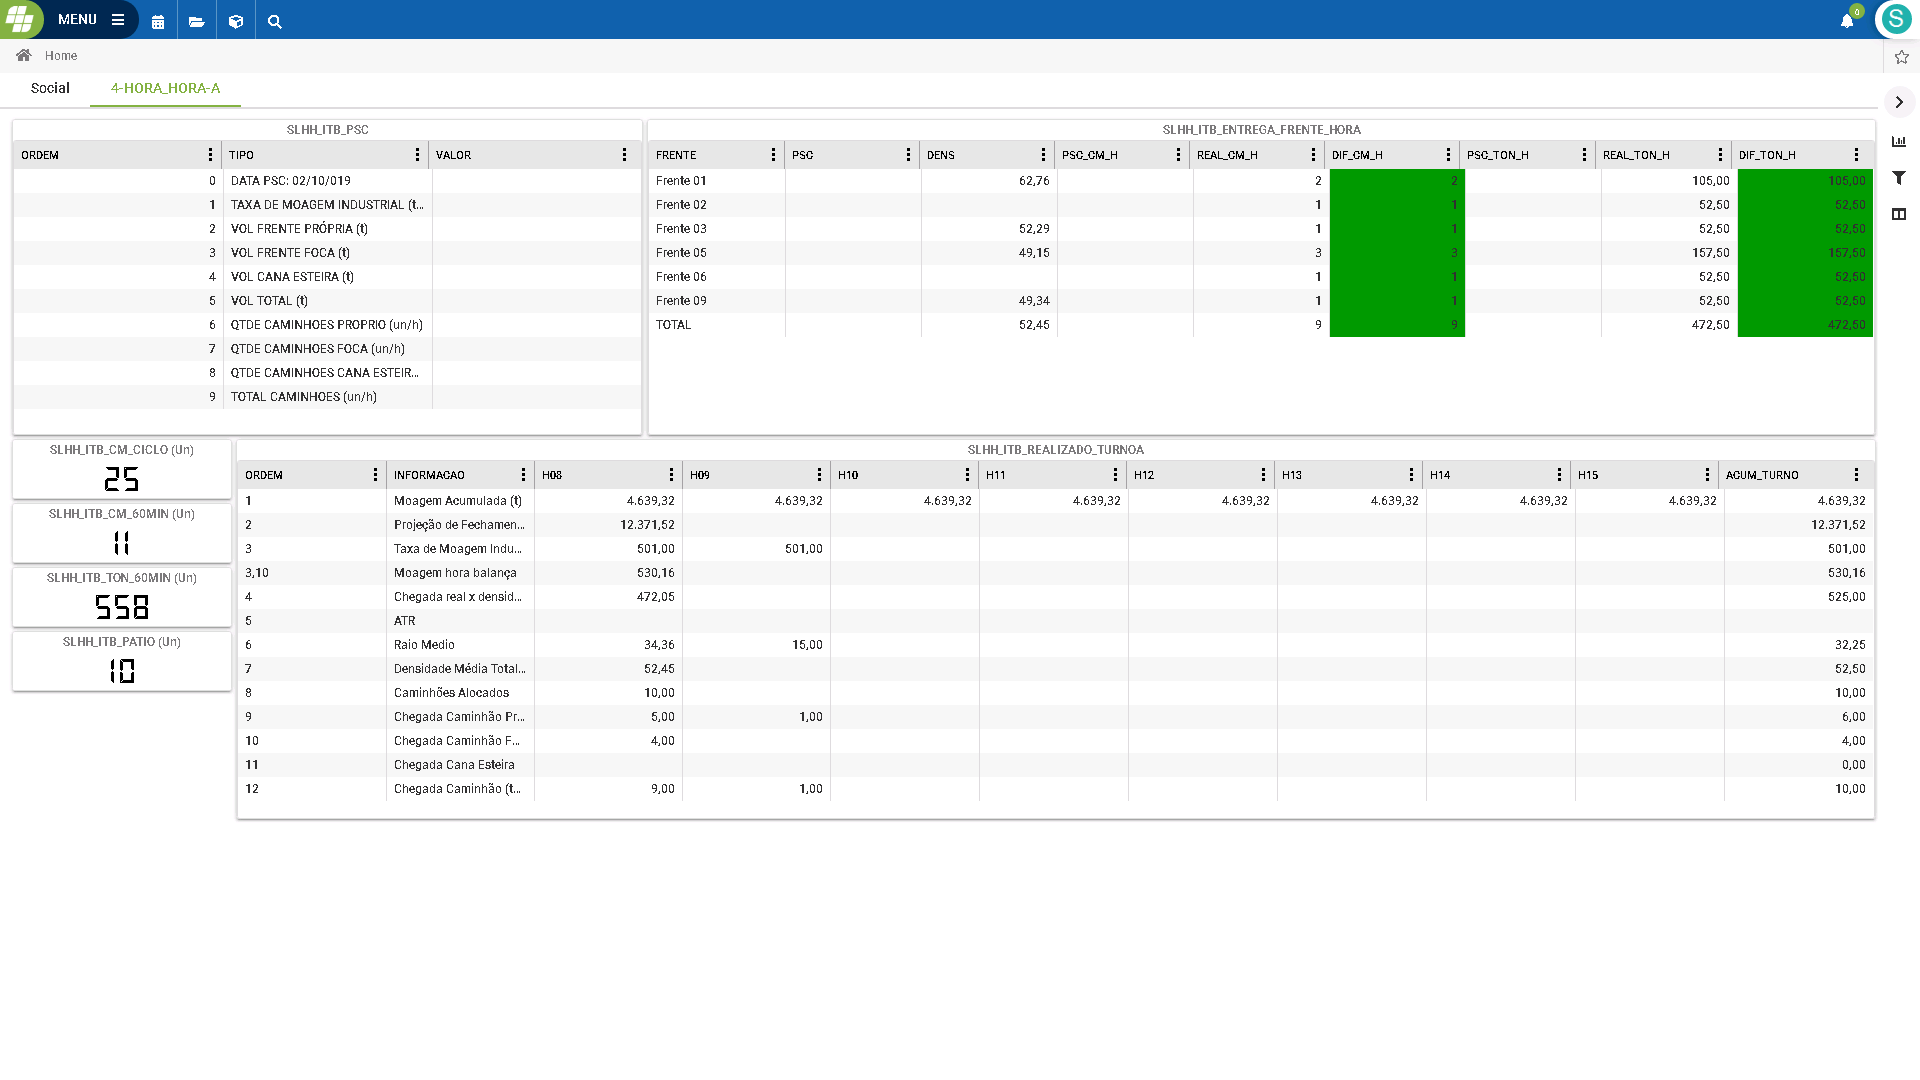 MENU
0
S
Home
Social
4-HORA_HORA-A
SLHH_ITB_PSC
ORDEM TIPO VALOR
0 DATA PSC: 02/10/019
1 TAXA DE MOAGEM INDUSTRIAL (t...
2 VOL FRENTE PRÓPRIA (t)
3 VOL FRENTE FOCA (t)
4 VOL CANA ESTEIRA (t)
5 VOL TOTAL (t)
6 QTDE CAMINHOES PROPRIO (un/h)
7 QTDE CAMINHOES FOCA (un/h)
8 QTDE CAMINHOES CANA ESTEIR...
9 TOTAL CAMINHOES (un/h)
SLHH_ITB_ENTREGA_FRENTE_HORA
FRENTE PSC DENS PSC_CM_H REAL_CM_H DIF_CM_H PSC_TON_H REAL_TON_H DIF_TON_H
Frente 01 62,76 2 2 105,00 105,00
Frente 02 1 1 52,50 52,50
Frente 03 52,29 1 1 52,50 52,50
Frente 05 49,15 3 3 157,50 157,50
Frente 06 1 1 52,50 52,50
Frente 09 49,34 1 1 52,50 52,50
TOTAL 52,45 9 9 472,50 472,50
SLHH_ITB_CM_CICLO (Un)
25
SLHH_ITB_CM_60MIN (Un)
11
SLHH_ITB_TON_60MIN (Un)
558
SLHH_ITB_PATIO (Un)
10
SLHH_ITB_REALIZADO_TURNOA
ORDEM INFORMACAO H08 H09 H10 H11 H12 H13 H14 H15 ACUM_TURNO
1 Moagem Acumulada (t) 4.639,32 4.639,32 4.639,32 4.639,32 4.639,32 4.639,32 4.639,32 4.639,32 4.639,32
2 Projeção de Fechamen... 12.371,52 12.371,52
3 Taxa de Moagem Indu... 501,00 501,00 501,00
3,10 Moagem hora balança 530,16 530,16
4 Chegada real x densid... 472,05 525,00
5 ATR
6 Raio Medio 34,36 15,00 32,25
7 Densidade Média Total... 52,45 52,50
8 Caminhões Alocados 10,00 10,00
9 Chegada Caminhão Pr... 5,00 1,00 6,00
10 Chegada Caminhão F... 4,00 4,00
11 Chegada Cana Esteira 0,00
12 Chegada Caminhão (t... 9,00 1,00 10,00